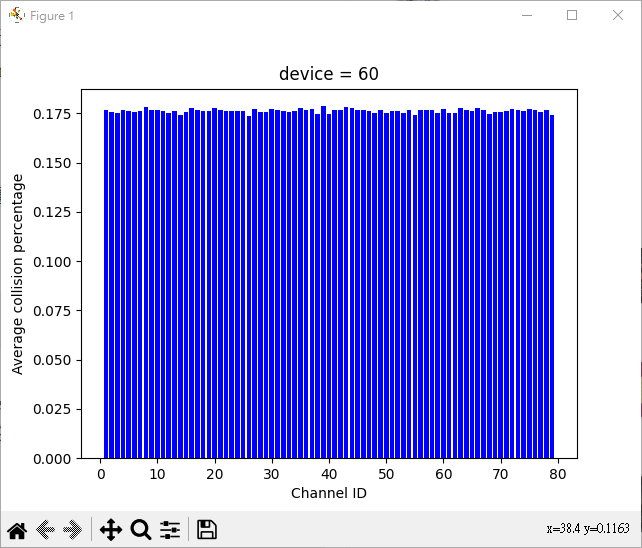 Figure 1
device = 60
0.175
0.150
0.125
0.100
0.075
0.050
0.025
0.000
Average collision percentage
0 10 20 30 40 50 60 70 80
Channel ID
x=38.4 y=0.1163